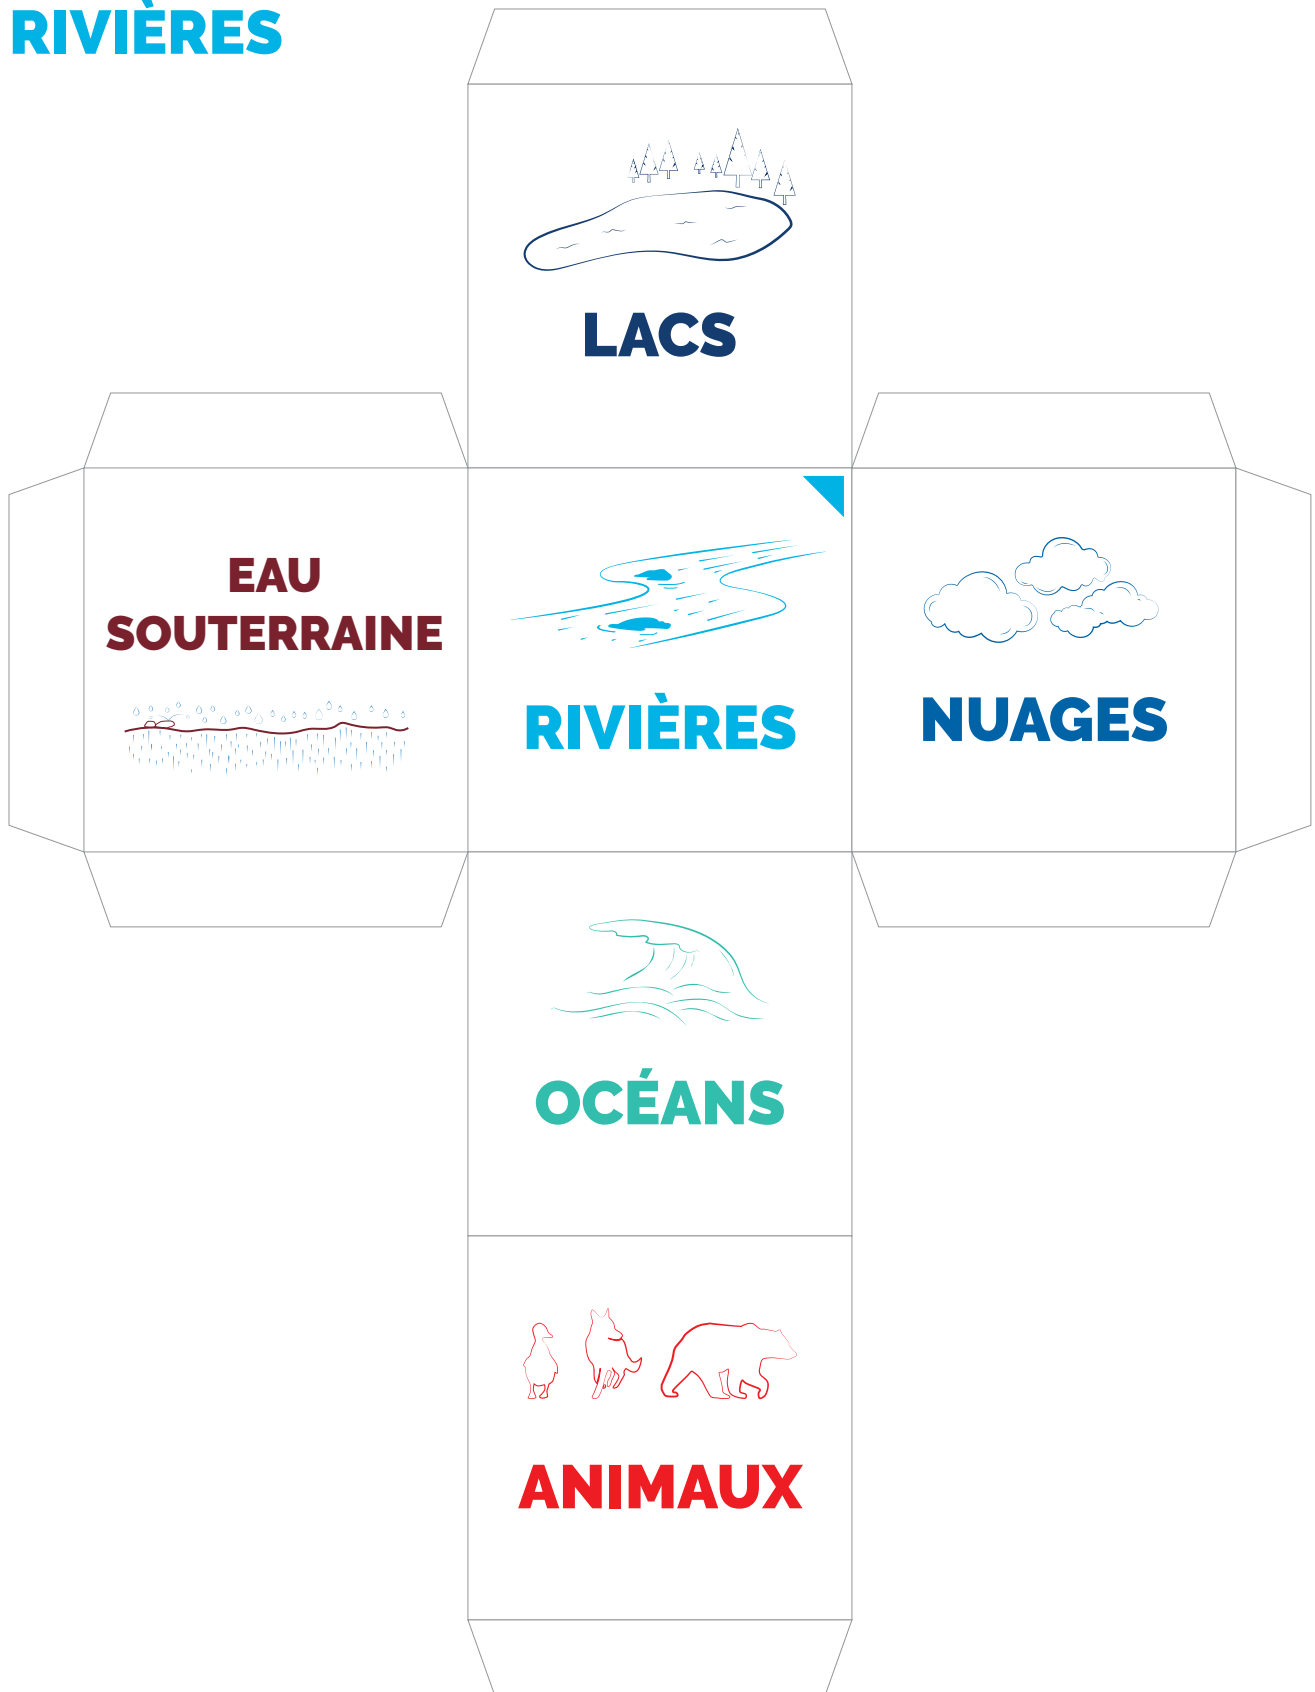 RIVIÈRES
LACS
EAU
SOUTERRAINE
RIVIÈRES
NUAGES
OCÉANS
ANIMAUX